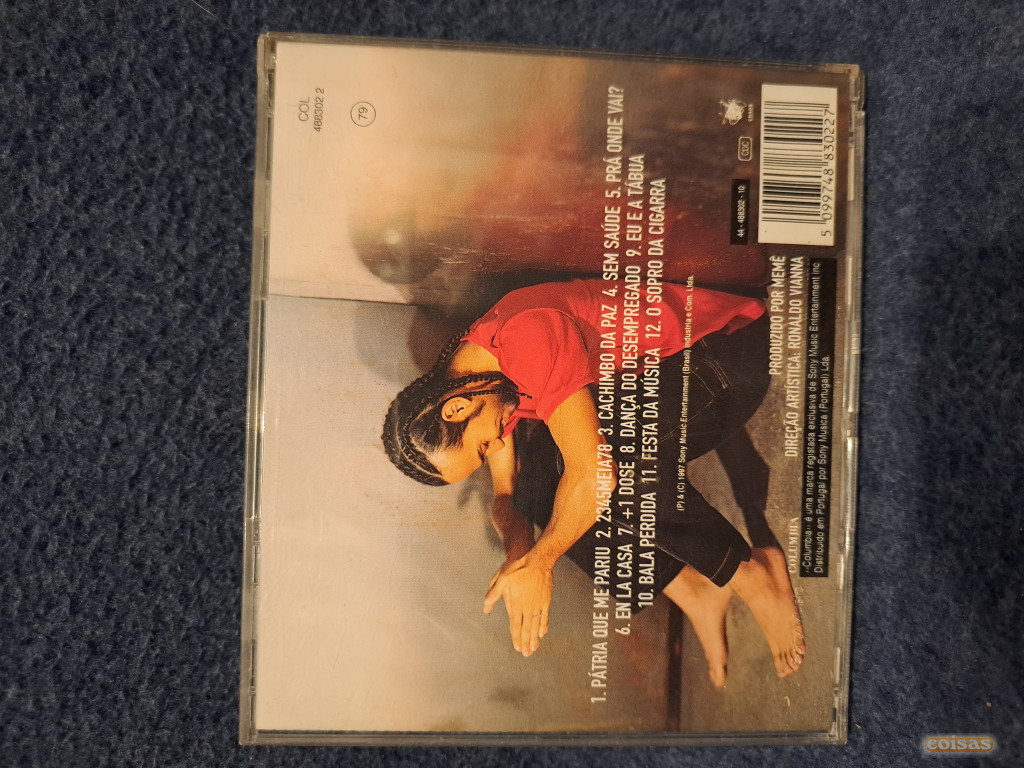 COL
488302 2
79
1. PÁTRIA QUE ME PARIU 2. 2345MEIA78 3. CACHIMBO DA PAZ 4. SEM SAÚDE 5. PRÁ ONDE VAI?
6. EN LA CASA 7. +1 DOSE 8. DANÇA DO DESEMPREGADO 9. EU E A TÁBUA
10. BALA PERDIDA 11. FESTA DA MÚSICA 12. O SOPRO DA CIGARRA
(P) & (C) 1997 Sony Music Entertainment (Brasil) Industria e Com. Ltda.
CDC
44 - 488302 - 10
5 099748 830227
PRODUZIDO POR MEMÊ
DIREÇÃO ARTÍSTICA: RONALDO VIANNA
COLUMBIA
«Columbia» é uma marca registada exclusiva de Sony Music Entertainment Inc
Distribuido em Portugal por Sony Musica (Portugal) Lda.
coisas